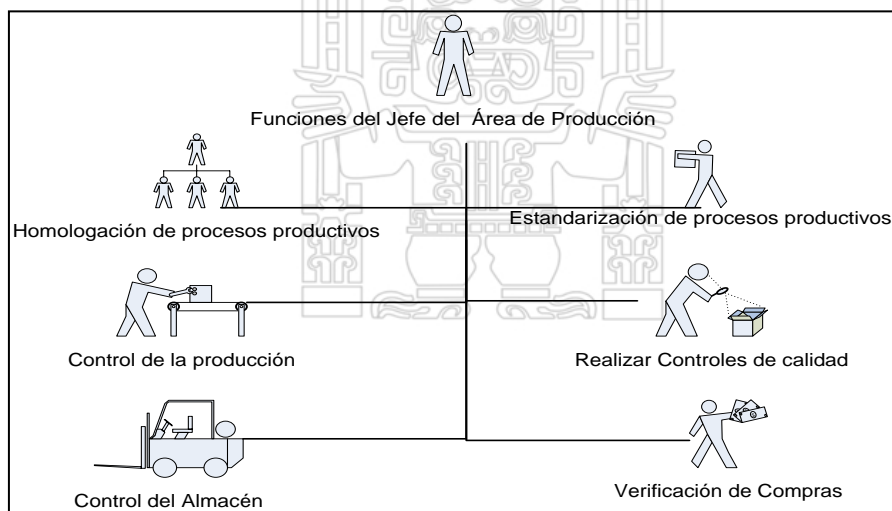 Funciones del Jefe del Área de Producción
Homologación de procesos productivos
Estandarización de procesos productivos
Control de la producción
Realizar Controles de calidad
Control del Almacén
Verificación de Compras